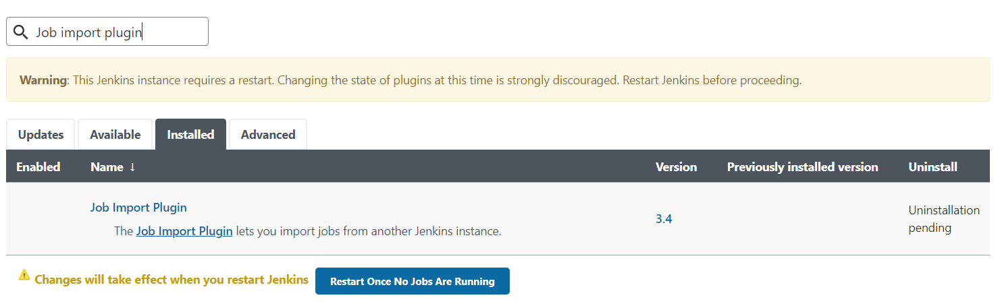 Job import plugin
Warning: This Jenkins instance requires a restart. Changing the state of plugins at this time is strongly discouraged. Restart Jenkins before proceeding.
Updates Available Installed Advanced
Enabled Name ↓ Version Previously installed version Uninstall
Job Import Plugin
The Job Import Plugin lets you import jobs from another Jenkins instance.
3.4
Uninstallation
pending
Changes will take effect when you restart Jenkins
Restart Once No Jobs Are Running